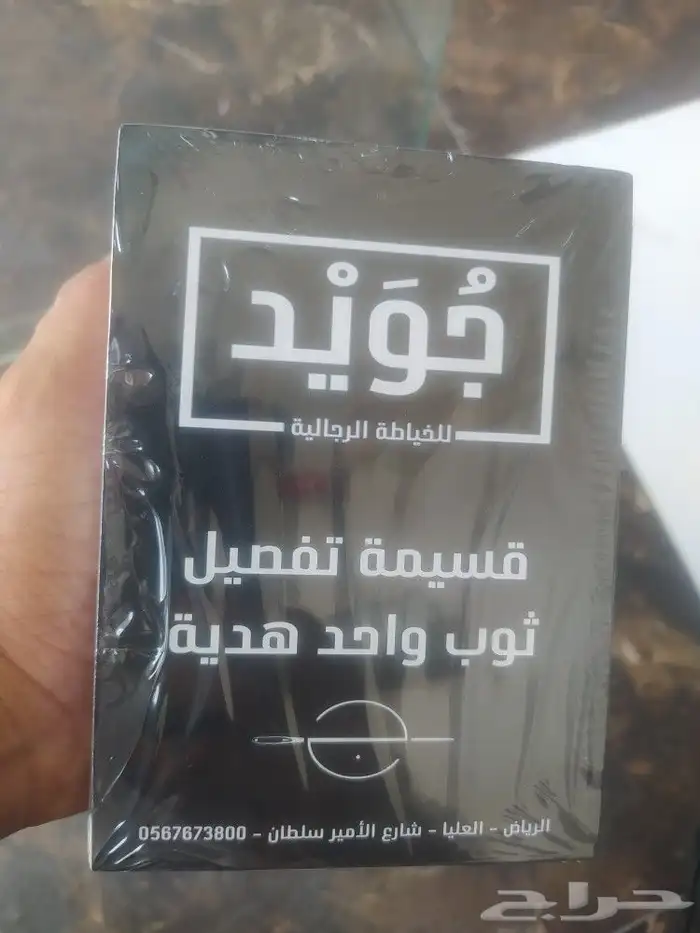 جُوَيْد
للخياطة الرجالية
قسيمة تفصيل
ثوب واحد هدية
الرياض - العليا - شارع الأمير سلطان - 0567673800
حراج